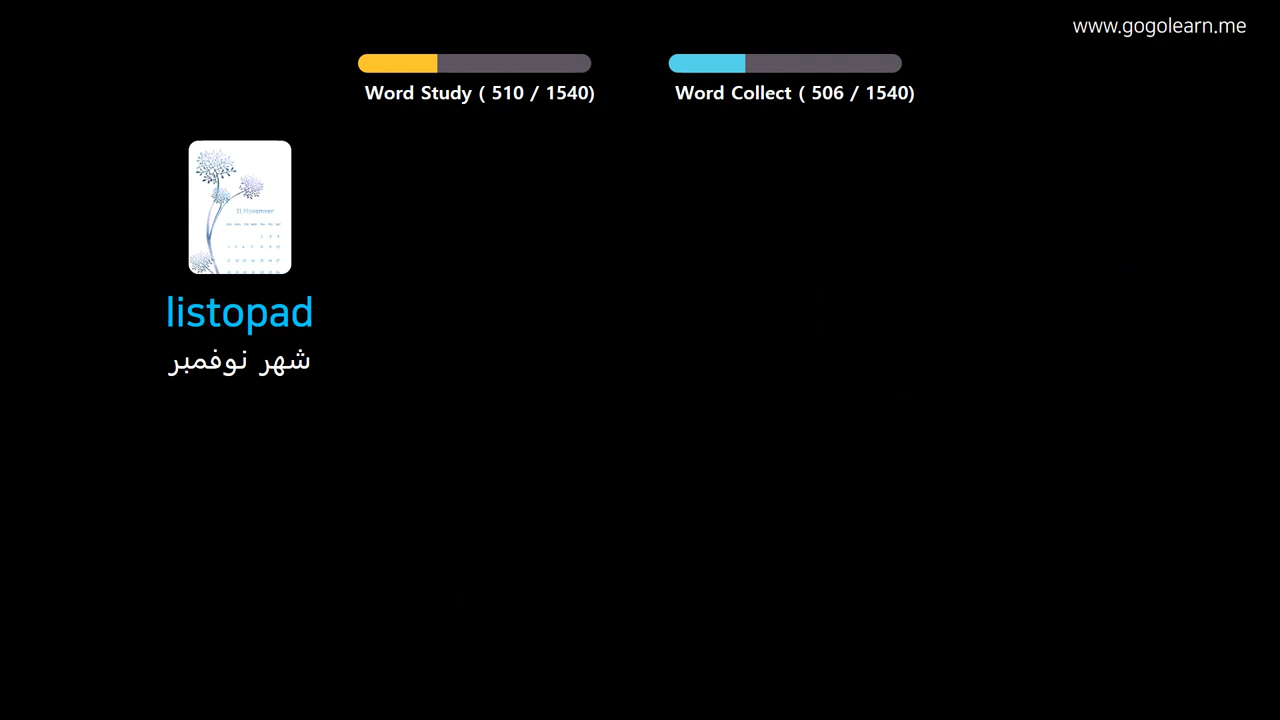 www.gogolearn.me
Word Study ( 510 / 1540)
Word Collect ( 506 / 1540)
listopad
شهر نوفمبر